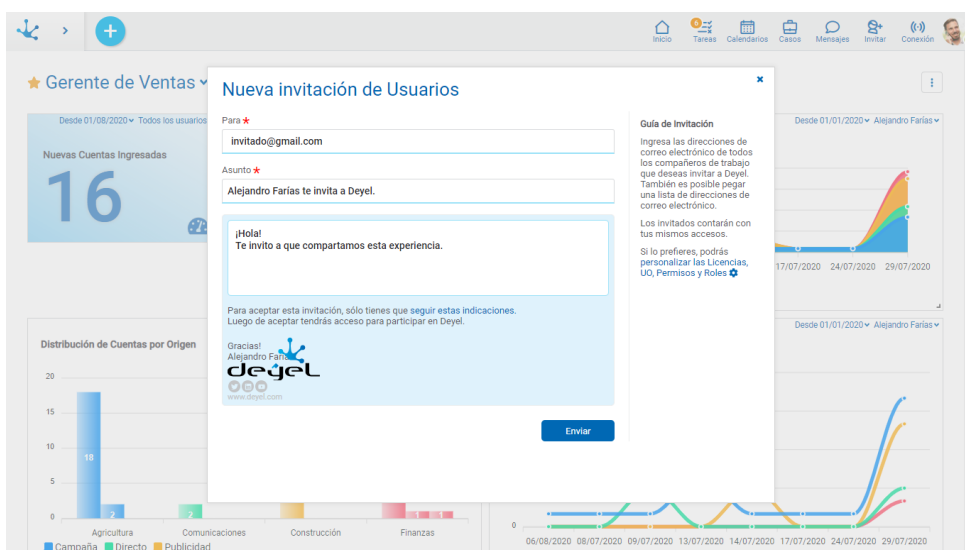 6
Inicio
Tareas
Calendarios
Casos
Mensajes
Invitar
Conexión
Gerente de Ventas
Desde 01/08/2020 Todos los usuarios
Nuevas Cuentas Ingresadas
16
Nueva invitación de Usuarios
×
Para *
invitado@gmail.com
Asunto *
Alejandro Farías te invita a Deyel.
¡Hola!
Te invito a que compartamos esta experiencia.
Para aceptar esta invitación, sólo tienes que seguir estas indicaciones.
Luego de aceptar tendrás acceso para participar en Deyel.
Gracias!
Alejandro
deyel
www.deyel.com
Enviar
Guía de Invitación
Ingresa las direcciones de
correo electrónico de todos
los compañeros de trabajo
que deseas invitar a Deyel.
También es posible pegar
una lista de direcciones de
correo electrónico.
Los invitados contarán con
tus mismos accesos.
Si lo prefieres, podrás
personalizar las Licencias,
UO, Permisos y Roles
Desde 01/01/2020 Alejandro Farías
17/07/2020 24/07/2020 29/07/2020
Distribución de Cuentas por Origen
20
15
10
5
0
18
2
2
1
1
Agricultura
Comunicaciones
Construcción
Finanzas
Campaña Directo Publicidad
Desde 01/01/2020 Alejandro Farías
0
06/08/2020 08/07/2020 09/07/2020 13/07/2020 14/07/2020 17/07/2020 24/07/2020 29/07/2020